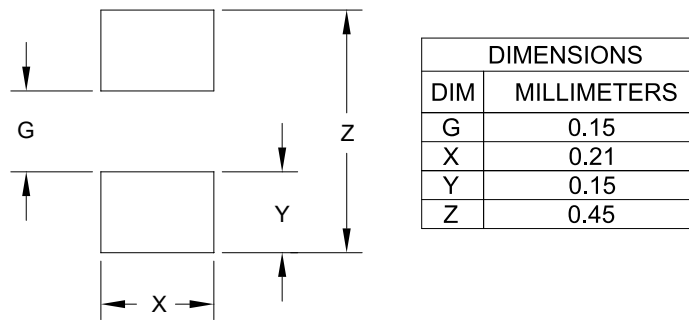 G
Z
Y
X
DIMENSIONS
DIM MILLIMETERS
G 0.15
X 0.21
Y 0.15
Z 0.45